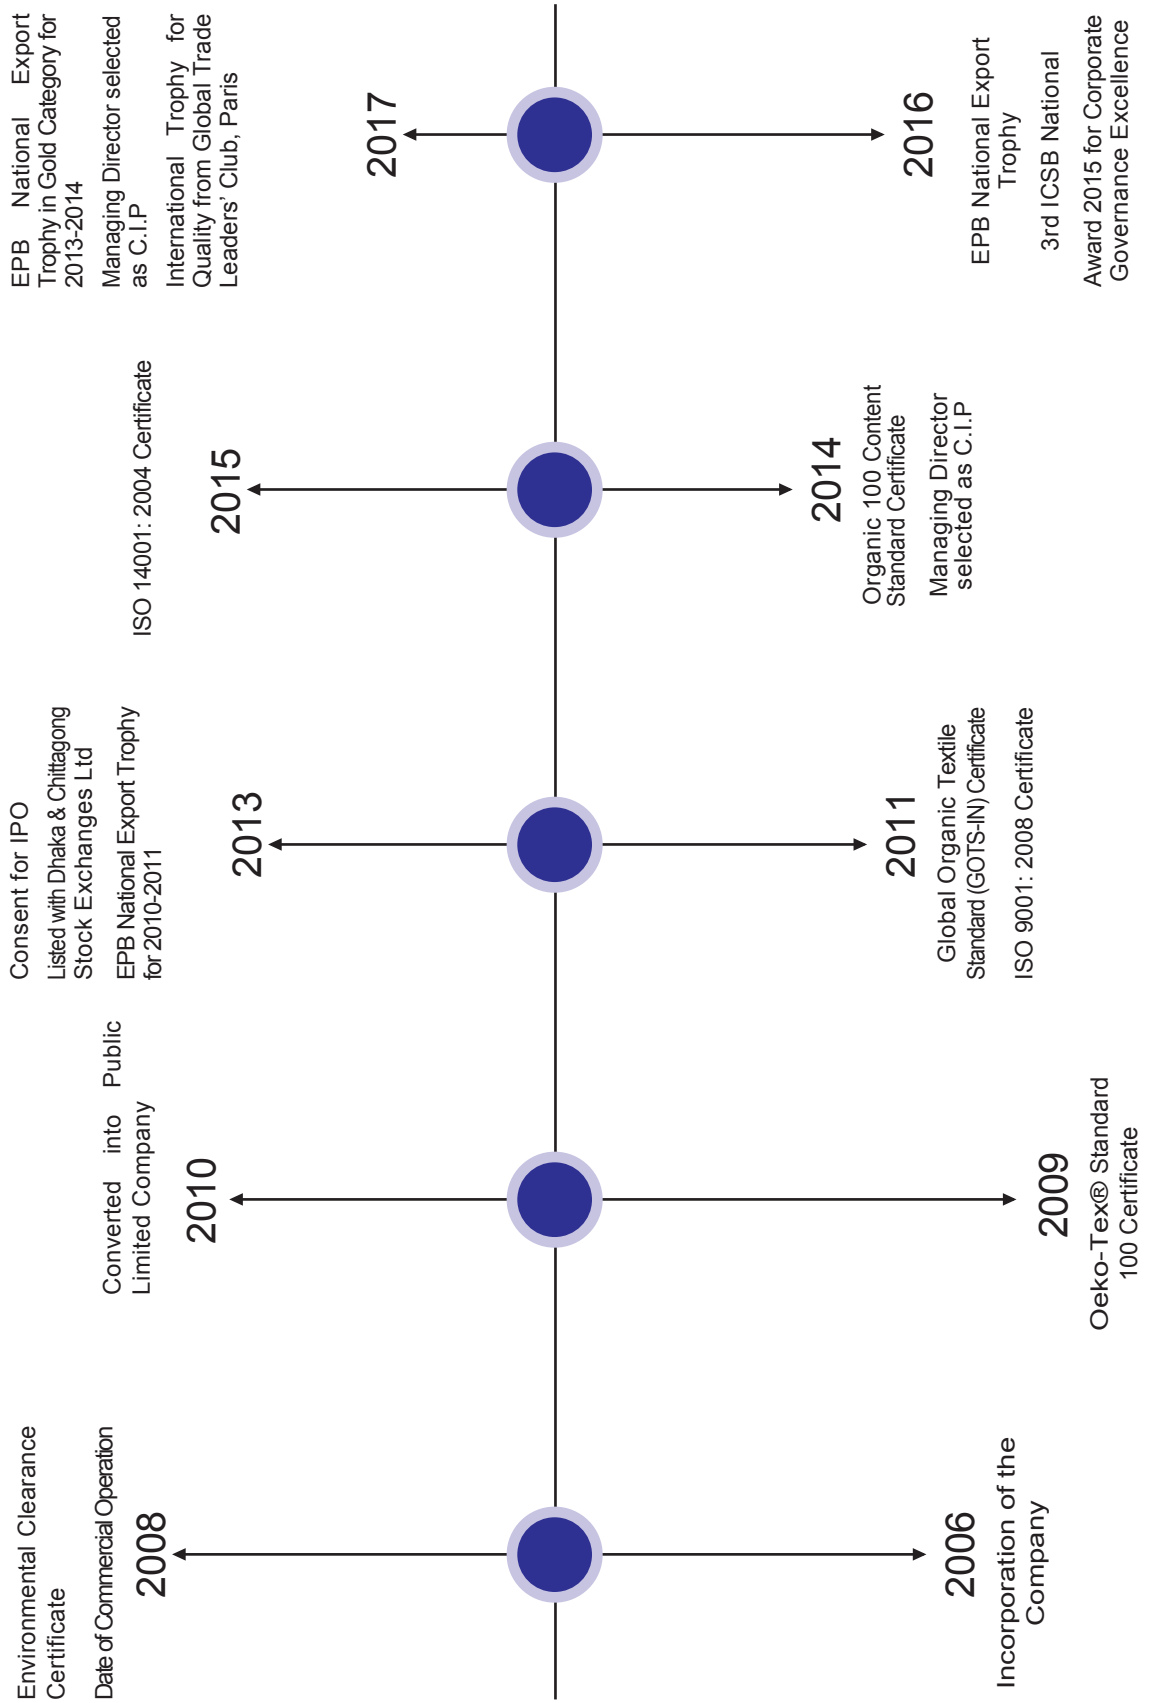 Environmental Clearance
Certificate
Date of Commercial Operation
2008
2006
Incorporation of the
Company
Converted into Public
Limited Company
2010
2009
Oeko-Tex® Standard
100 Certificate
Consent for IPO
Listed with Dhaka & Chittagong
Stock Exchanges Ltd
EPB National Export Trophy
for 2010-2011
2013
2011
Global Organic Textile
Standard (GOTS-IN) Certificate
ISO 9001: 2008 Certificate
ISO 14001: 2004 Certificate
2015
2014
Organic 100 Content
Standard Certificate
Managing Director
selected as C.I.P
EPB National Export
Trophy in Gold Category for
2013-2014
Managing Director selected
as C.I.P
International Trophy for
Quality from Global Trade
Leaders' Club, Paris
2017
2016
EPB National Export
Trophy
3rd ICSB National
Award 2015 for Corporate
Governance Excellence